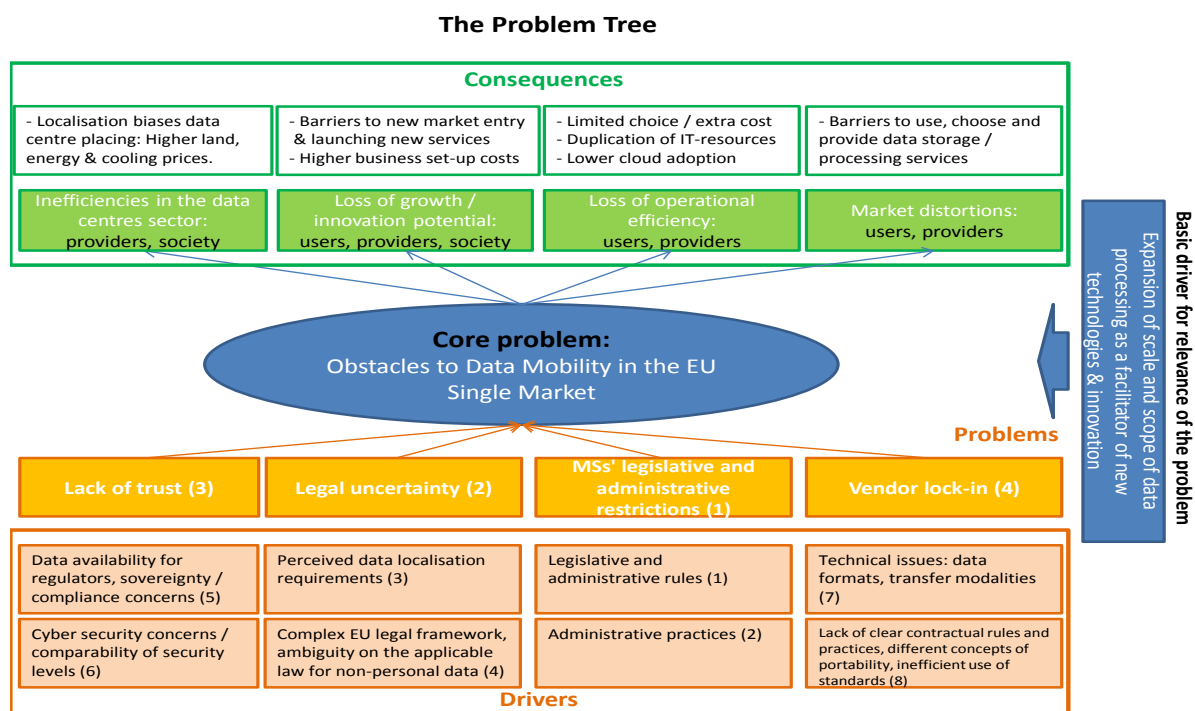 The Problem Tree
Consequences
- Localisation biases data
centre placing: Higher land,
energy & cooling prices.
- Barriers to new market entry
& launching new services
- Higher business set-up costs
- Limited choice / extra cost
- Duplication of IT-resources
- Lower cloud adoption
- Barriers to use, choose and
provide data storage /
processing services
Inefficiencies in the data
centres sector:
providers, society
Loss of growth /
innovation potential:
users, providers, society
Loss of operational
efficiency:
users, providers
Market distortions:
users, providers
Core problem:
Obstacles to Data Mobility in the EU
Single Market
Basic driver for relevance of the problem
Expansion of scale and scope of data
processing as a facilitator of new
technologies & innovation
Problems
Lack of trust (3)
Legal uncertainty (2)
MSs' legislative and
administrative
restrictions (1)
Vendor lock-in (4)
Data availability for
regulators, sovereignty /
compliance concerns (5)
Perceived data localisation
requirements (3)
Legislative and
administrative rules (1)
Technical issues: data
formats, transfer modalities
(7)
Cyber security concerns /
comparability of security
levels (6)
Complex EU legal framework,
ambiguity on the applicable
law for non-personal data (4)
Administrative practices (2)
Lack of clear contractual rules and
practices, different concepts of
portability, inefficient use of
standards (8)
Drivers